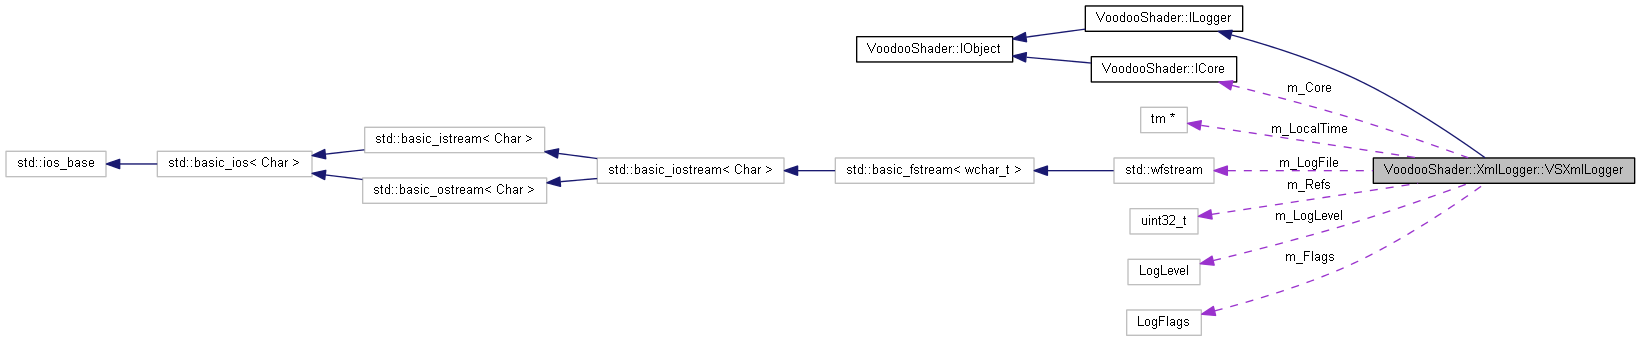 VoodooShader::ILogger
VoodooShader::IObject
VoodooShader::ICore
m_Core
tm *
m_LocalTime
std::basic_istream< Char >
std::ios_base
std::basic_ios< Char >
std::basic_ostream< Char >
std::basic_iostream< Char >
std::basic_fstream< wchar_t >
std::wfstream
m_LogFile
VoodooShader::XmlLogger::VSXmlLogger
m_Refs
uint32_t
m_LogLevel
LogLevel
m_Flags
LogFlags